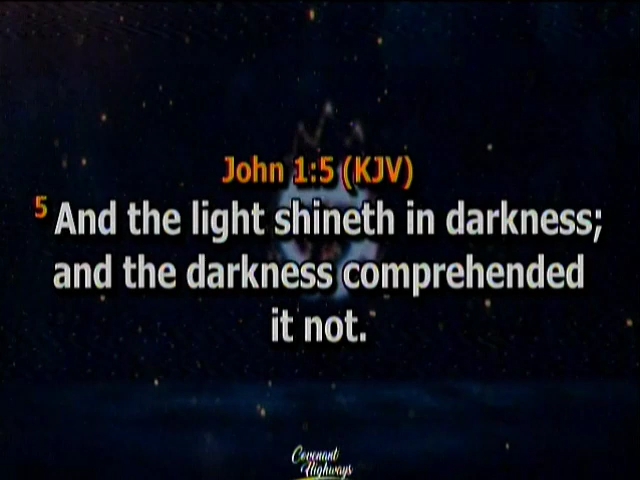 John 1:5 (KJV)
5 And the light shineth in darkness;
and the darkness comprehended
it not.
Covenant
Highways